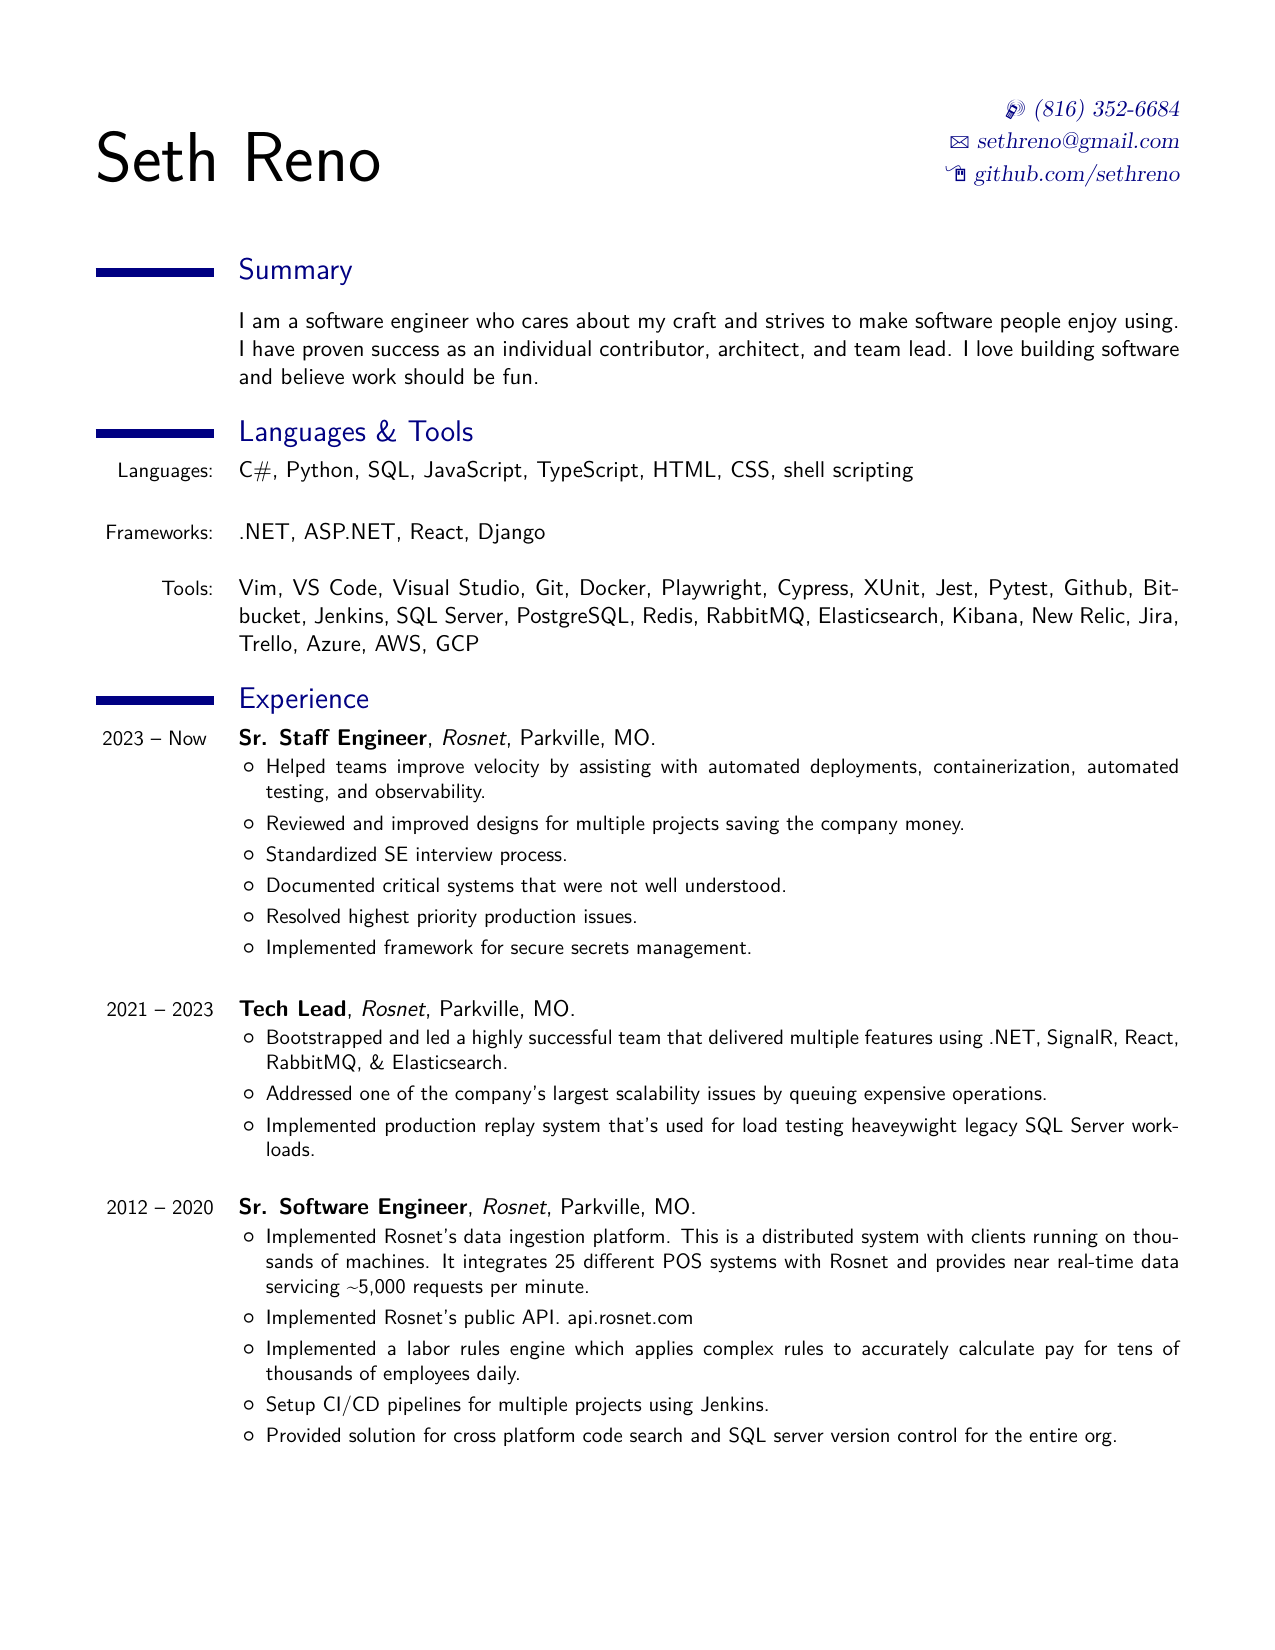 Seth Reno
(816) 352-6684
sethreno@gmail.com
github.com/sethreno
Summary
I am a software engineer who cares about my craft and strives to make software people enjoy using.
I have proven success as an individual contributor, architect, and team lead. I love building software
and believe work should be fun.
Languages & Tools
Languages: C#, Python, SQL, JavaScript, TypeScript, HTML, CSS, shell scripting
Frameworks: .NET, ASP.NET, React, Django
Tools: Vim, VS Code, Visual Studio, Git, Docker, Playwright, Cypress, XUnit, Jest, Pytest, Github, Bit-
bucket, Jenkins, SQL Server, PostgreSQL, Redis, RabbitMQ, Elasticsearch, Kibana, New Relic, Jira,
Trello, Azure, AWS, GCP
Experience
2023 – Now Sr. Staff Engineer, Rosnet, Parkville, MO.
○ Helped teams improve velocity by assisting with automated deployments, containerization, automated
testing, and observability.
○ Reviewed and improved designs for multiple projects saving the company money.
○ Standardized SE interview process.
○ Documented critical systems that were not well understood.
○ Resolved highest priority production issues.
○ Implemented framework for secure secrets management.
2021 – 2023 Tech Lead, Rosnet, Parkville, MO.
○ Bootstrapped and led a highly successful team that delivered multiple features using .NET, SignalR, React,
RabbitMQ, & Elasticsearch.
○ Addressed one of the company's largest scalability issues by queuing expensive operations.
○ Implemented production replay system that's used for load testing heaveywight legacy SQL Server work-
loads.
2012 – 2020 Sr. Software Engineer, Rosnet, Parkville, MO.
○ Implemented Rosnet's data ingestion platform. This is a distributed system with clients running on thou-
sands of machines. It integrates 25 different POS systems with Rosnet and provides near real-time data
servicing ~5,000 requests per minute.
○ Implemented Rosnet's public API. api.rosnet.com
○ Implemented a labor rules engine which applies complex rules to accurately calculate pay for tens of
thousands of employees daily.
○ Setup CI/CD pipelines for multiple projects using Jenkins.
○ Provided solution for cross platform code search and SQL server version control for the entire org.